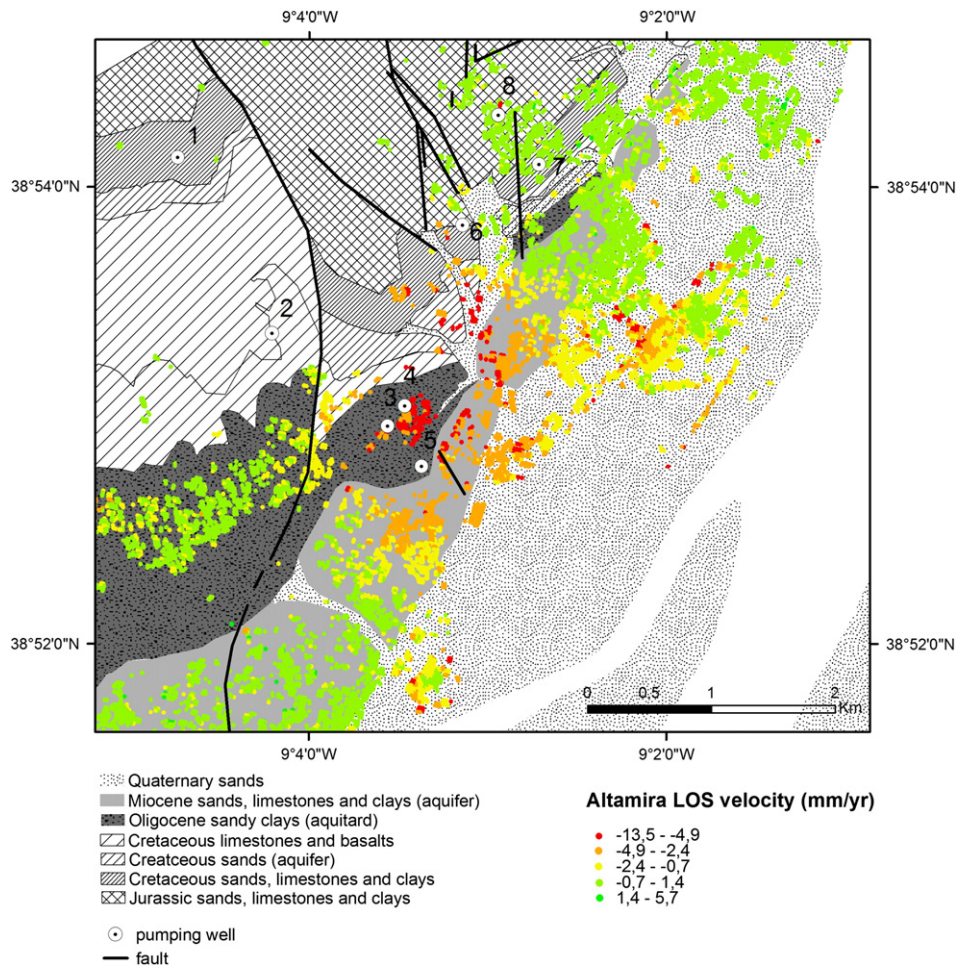 9°4'0"W 9°2'0"W
8
1
7
38°54'0"N 38°54'0"N
6
2
4
3
5
38°52'0"N 38°52'0"N
0 0,5 1 2
Km
9°4'0"W 9°2'0"W
Quaternary sands
Miocene sands, limestones and clays (aquifer)
Oligocene sandy clays (aquitard)
Cretaceous limestones and basalts
Creatceous sands (aquifer)
Cretaceous sands, limestones and clays
Jurassic sands, limestones and clays
pumping well
fault
Altamira LOS velocity (mm/yr)
-13,5 - -4,9
-4,9 - -2,4
-2,4 - -0,7
-0,7 - 1,4
1,4 - 5,7